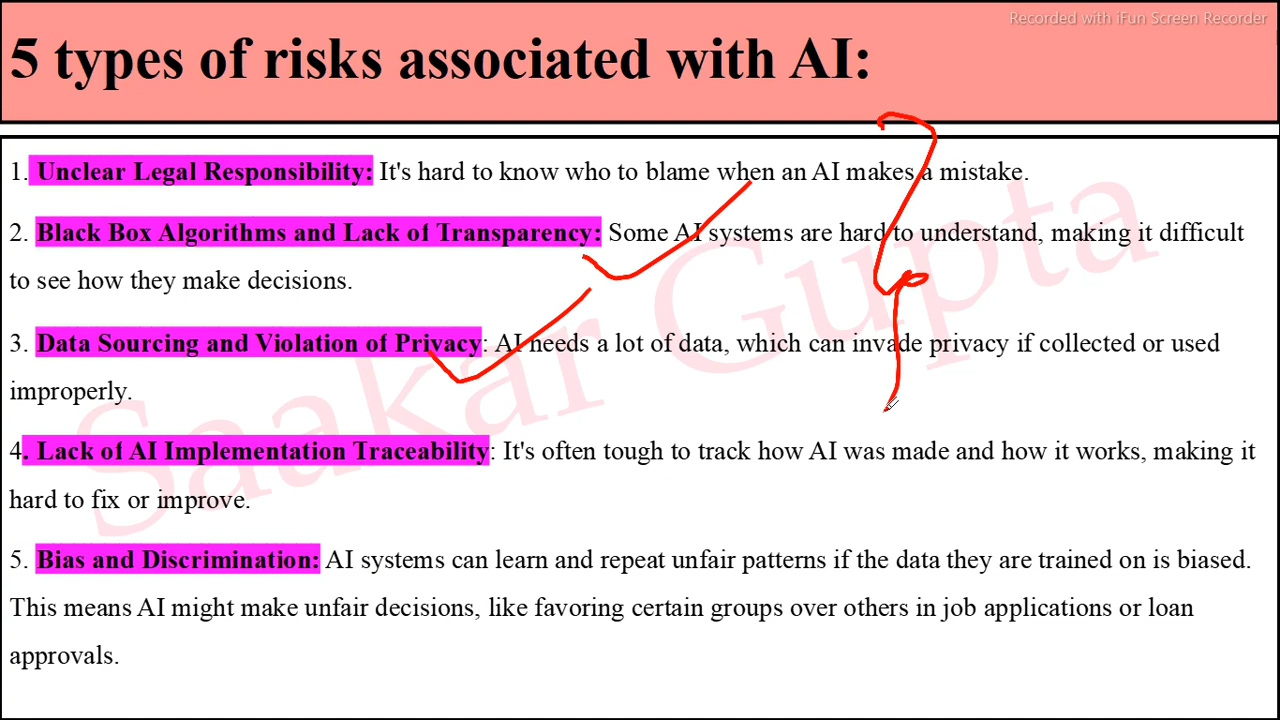 Recorded with iFun Screen Recorder
5 types of risks associated with AI:
1. Unclear Legal Responsibility: It's hard to know who to blame when an AI makes a mistake.
2. Black Box Algorithms and Lack of Transparency: Some AI systems are hard to understand, making it difficult
to see how they make decisions.
3. Data Sourcing and Violation of Privacy: AI needs a lot of data, which can invade privacy if collected or used
improperly.
4. Lack of AI Implementation Traceability: It's often tough to track how AI was made and how it works, making it
hard to fix or improve.
5. Bias and Discrimination: AI systems can learn and repeat unfair patterns if the data they are trained on is biased.
This means AI might make unfair decisions, like favoring certain groups over others in job applications or loan
approvals.
Saakar Gupta